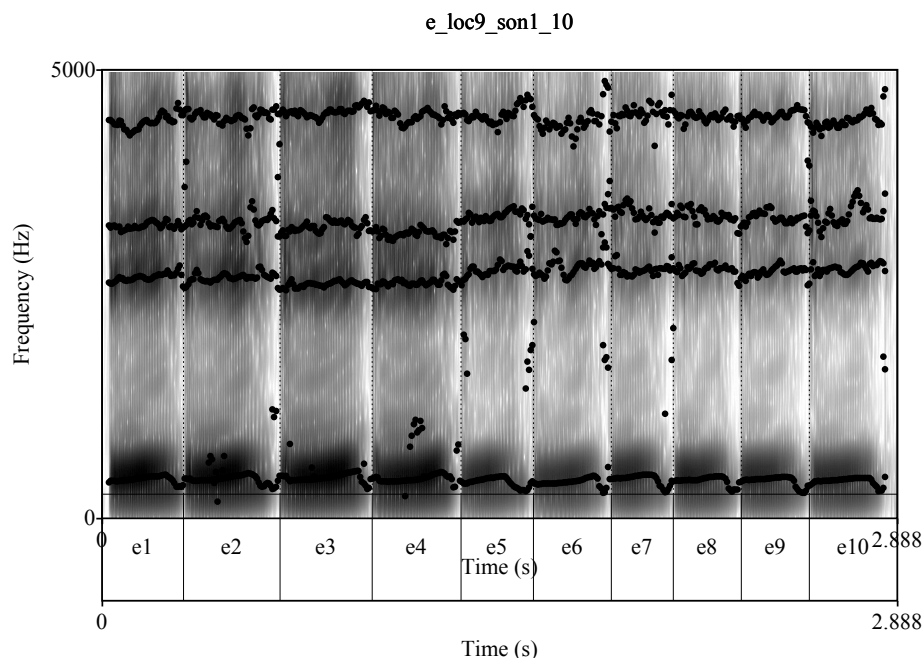 e_loc9_son1_10
5000
Frequency (Hz)
0
0 2.888
e1 e2 e3 e4 e5 e6 e7 e8 e9 e10
Time (s)
0 2.888
Time (s)